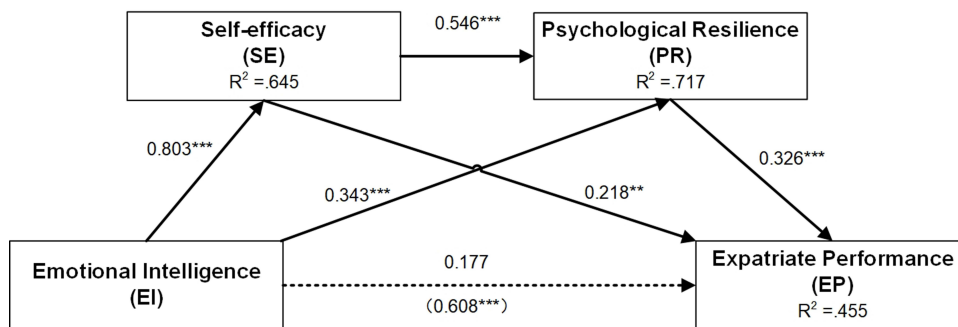 Self-efficacy
(SE)
R² =.645
0.546***
Psychological Resilience
(PR)
R² =.717
0.803***
0.343***
0.218**
0.326***
Emotional Intelligence
(EI)
0.177
（0.608***）
Expatriate Performance
(EP)
R² =.455